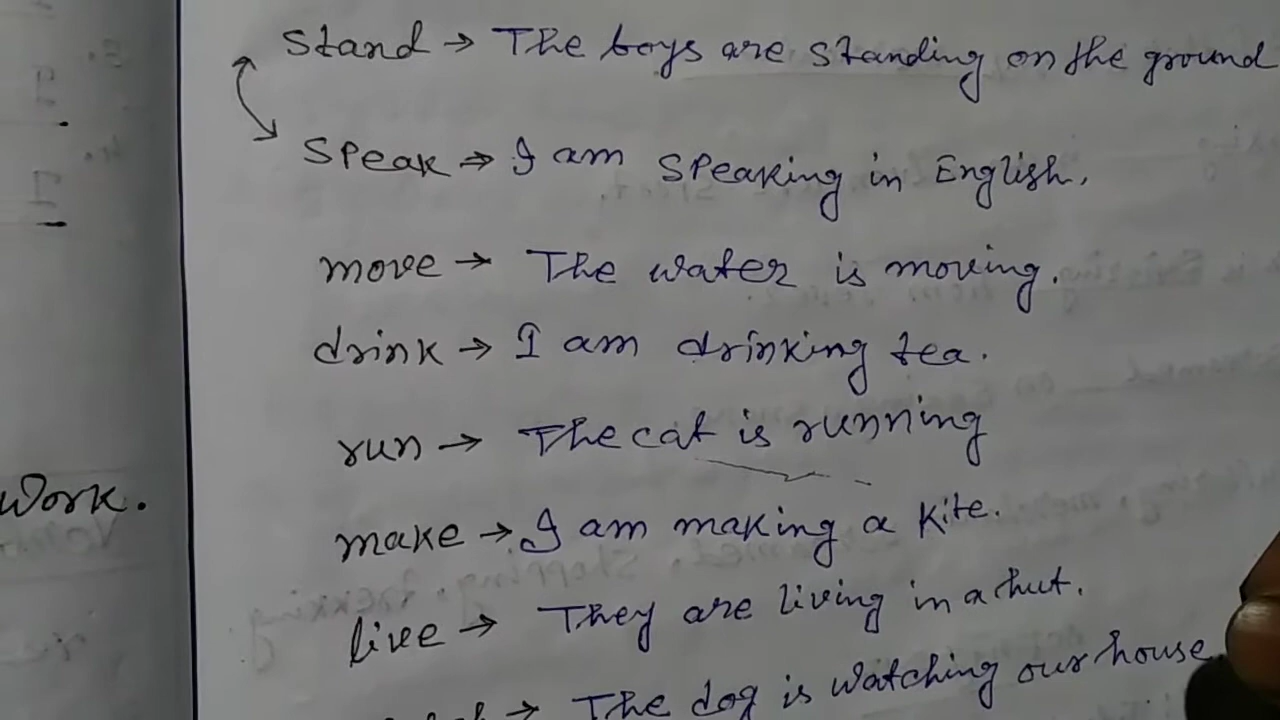 Stand → The boys are standing on the ground
Speak ⇒ I am Speaking in English.
move → The water is moving.
drink → I am drinking tea.
run → The cat is running
Work.
make → I am making a Kite.
live → They are living in a hut.
→ The dog is watching our house